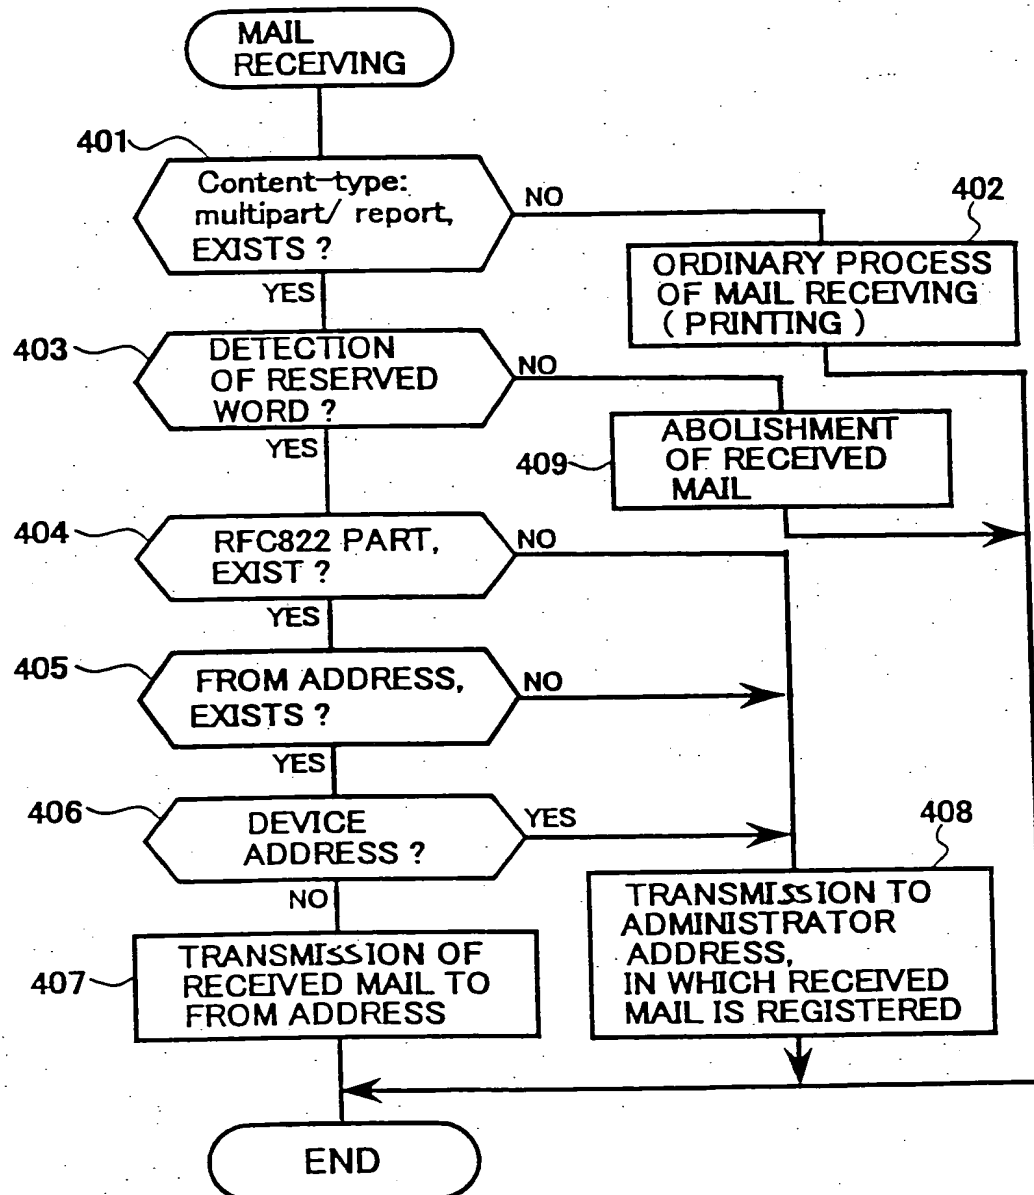 MAIL
RECEIVING
401
Content-type:
multipart/ report,
EXISTS ?
NO
YES
402
ORDINARY PROCESS
OF MAIL RECEIVING
( PRINTING )
403
DETECTION
OF RESERVED
WORD ?
NO
YES
409
ABOLISHMENT
OF RECEIVED
MAIL
404
RFC822 PART,
EXIST ?
NO
YES
405
FROM ADDRESS,
EXISTS ?
NO
YES
406
DEVICE
ADDRESS ?
YES
NO
408
TRANSMISSION TO
ADMINISTRATOR
ADDRESS,
IN WHICH RECEIVED
MAIL IS REGISTERED
407
TRANSMISSION OF
RECEIVED MAIL TO
FROM ADDRESS
END